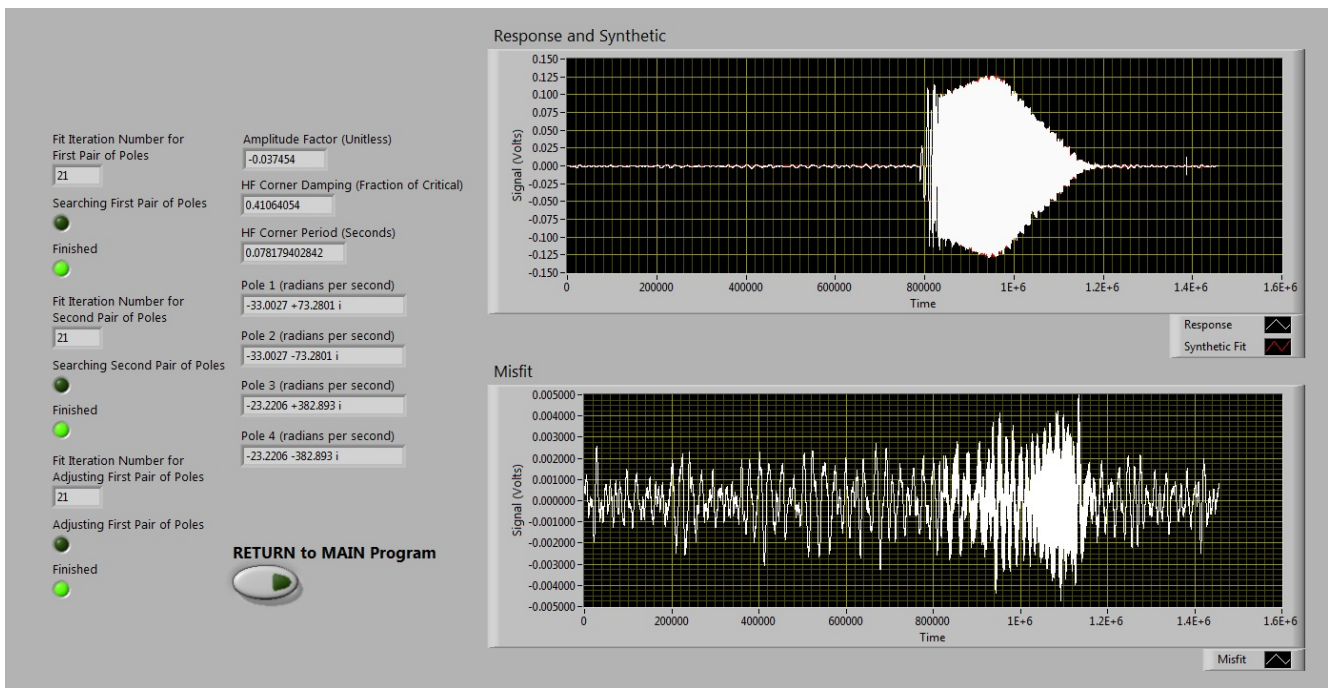 Fit Iteration Number for
First Pair of Poles
21
Searching First Pair of Poles
Finished
Fit Iteration Number for
Second Pair of Poles
21
Searching Second Pair of Poles
Finished
Fit Iteration Number for
Adjusting First Pair of Poles
21
Adjusting First Pair of Poles
Finished
Amplitude Factor (Unitless)
-0.037454
HF Corner Damping (Fraction of Critical)
0.41064054
HF Corner Period (Seconds)
0.078179402842
Pole 1 (radians per second)
-33.0027 +73.2801 i
Pole 2 (radians per second)
-33.0027 -73.2801 i
Pole 3 (radians per second)
-23.2206 +382.893 i
Pole 4 (radians per second)
-23.2206 -382.893 i
RETURN to MAIN Program
Response and Synthetic
Signal (Volts)
0.150
0.125
0.100
0.075
0.050
0.025
0.000
-0.025
-0.050
-0.075
-0.100
-0.125
-0.150
0 200000 400000 600000 800000 1E+6 1.2E+6 1.4E+6 1.6E+6
Time
Response
Synthetic Fit
Misfit
Signal (Volts)
0.005000
0.004000
0.003000
0.002000
0.001000
0.000000
-0.001000
-0.002000
-0.003000
-0.004000
-0.005000
0 200000 400000 600000 800000 1E+6 1.2E+6 1.4E+6 1.6E+6
Time
Misfit